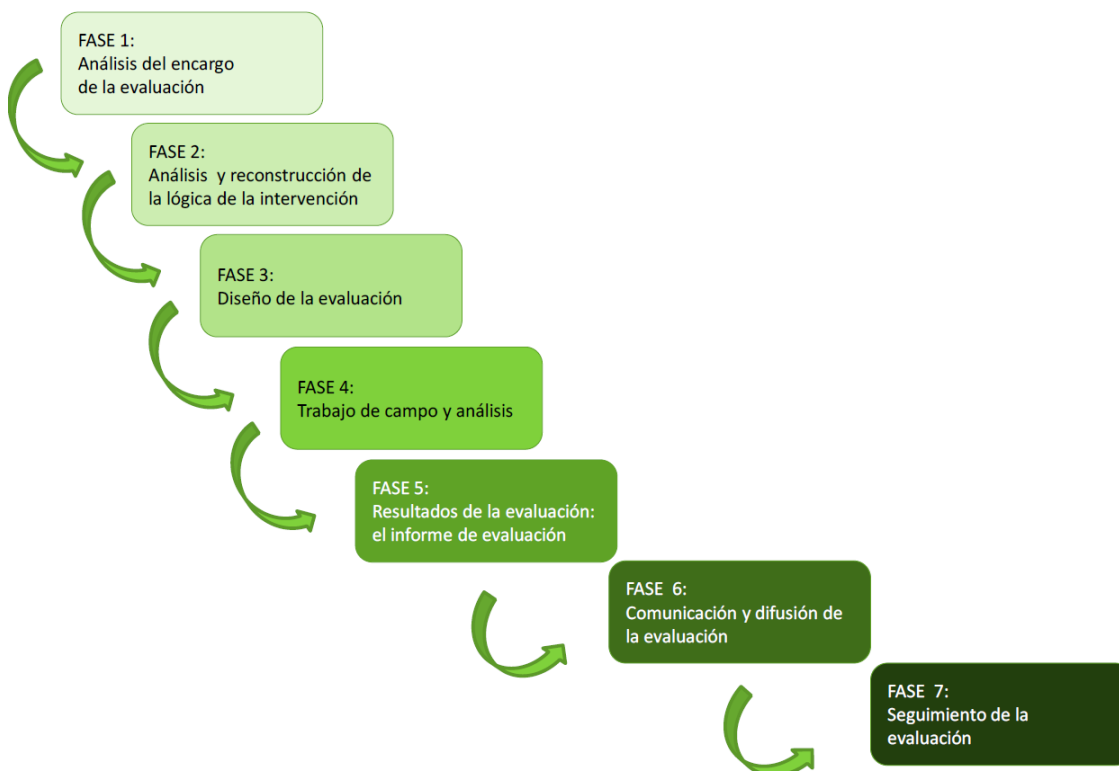 FASE 1:
Análisis del encargo
de la evaluación
FASE 2:
Análisis y reconstrucción de
la lógica de la intervención
FASE 3:
Diseño de la evaluación
FASE 4:
Trabajo de campo y análisis
FASE 5:
Resultados de la evaluación:
el informe de evaluación
FASE 6:
Comunicación y difusión de
la evaluación
FASE 7:
Seguimiento de la
evaluación